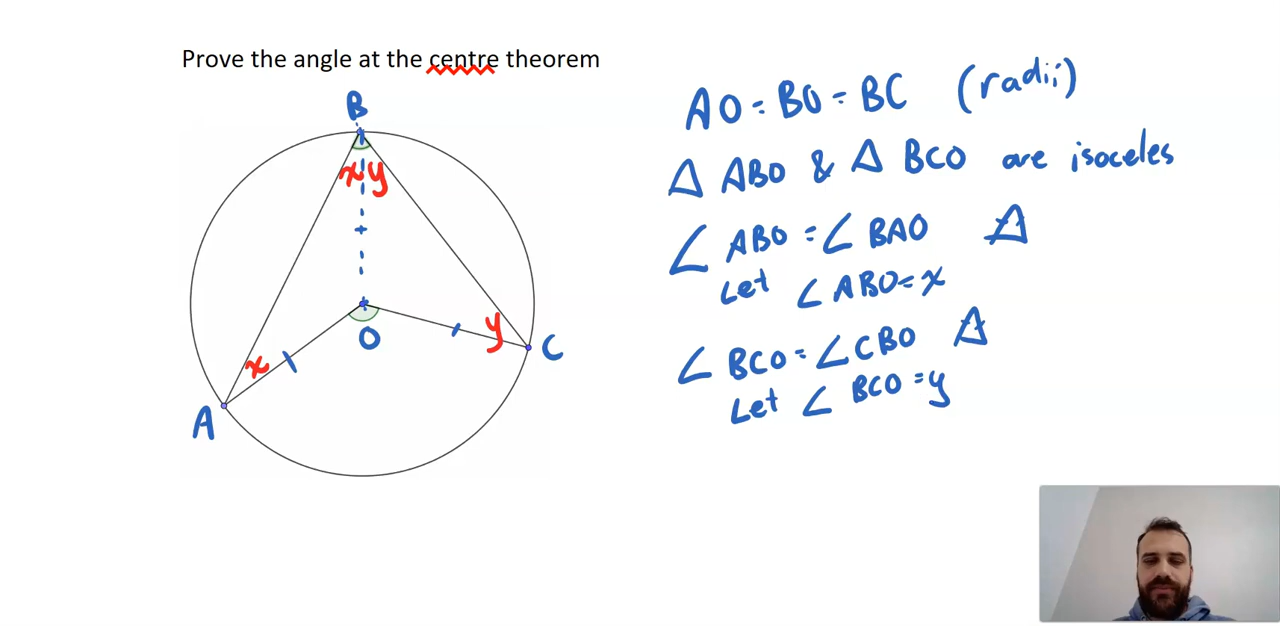 Prove the angle at the centre theorem
B
x y
O
x
y
A
C
AO = BO = BC (radii)
△ ABO & △ BCO are isoceles
∠ ABO = ∠ BAO △
Let ∠ ABO = x
∠ BCO = ∠ CBO △
Let ∠ BCO = y